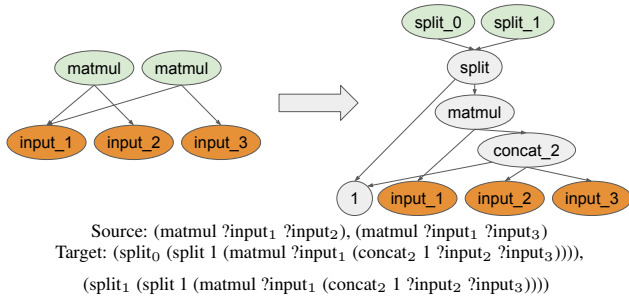 split_0 split_1
matmul matmul
split
matmul
input_1 input_2 input_3
concat_2
1 input_1 input_2 input_3
Source: (matmul ?input₁ ?input₂), (matmul ?input₁ ?input₃)
Target: (split₀ (split 1 (matmul ?input₁ (concat₂ 1 ?input₂ ?input₃)))),
(split₁ (split 1 (matmul ?input₁ (concat₂ 1 ?input₂ ?input₃))))